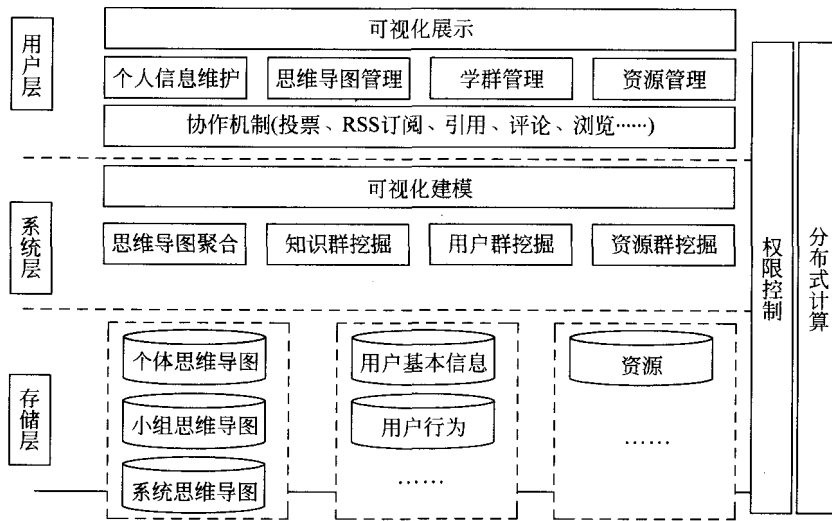 用户层
可视化展示
个人信息维护
思维导图管理
学群管理
资源管理
协作机制(投票、RSS订阅、引用、评论、浏览……)
系统层
可视化建模
思维导图聚合
知识群挖掘
用户群挖掘
资源群挖掘
存储层
个体思维导图
小组思维导图
系统思维导图
用户基本信息
用户行为
……
资源
……
权限控制
分布式计算